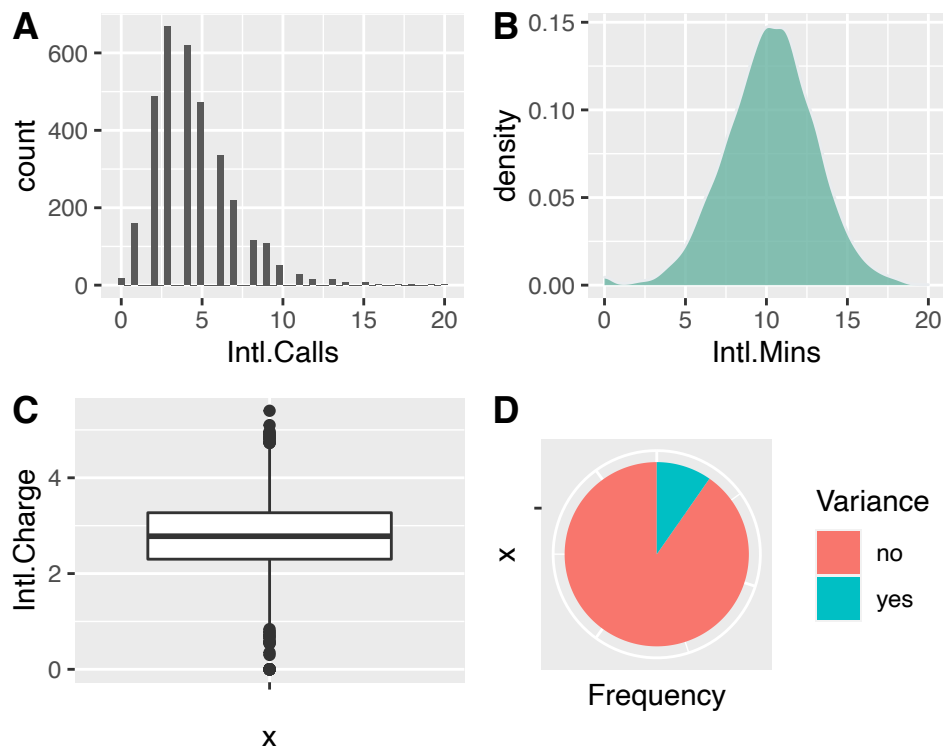 A
count
600
400
200
0
0 5 10 15 20
Intl.Calls
B
density
0.15
0.10
0.05
0.00
0 5 10 15 20
Intl.Mins
C
Intl.Charge
4
2
0
x
D
x
Frequency
Variance
no
yes